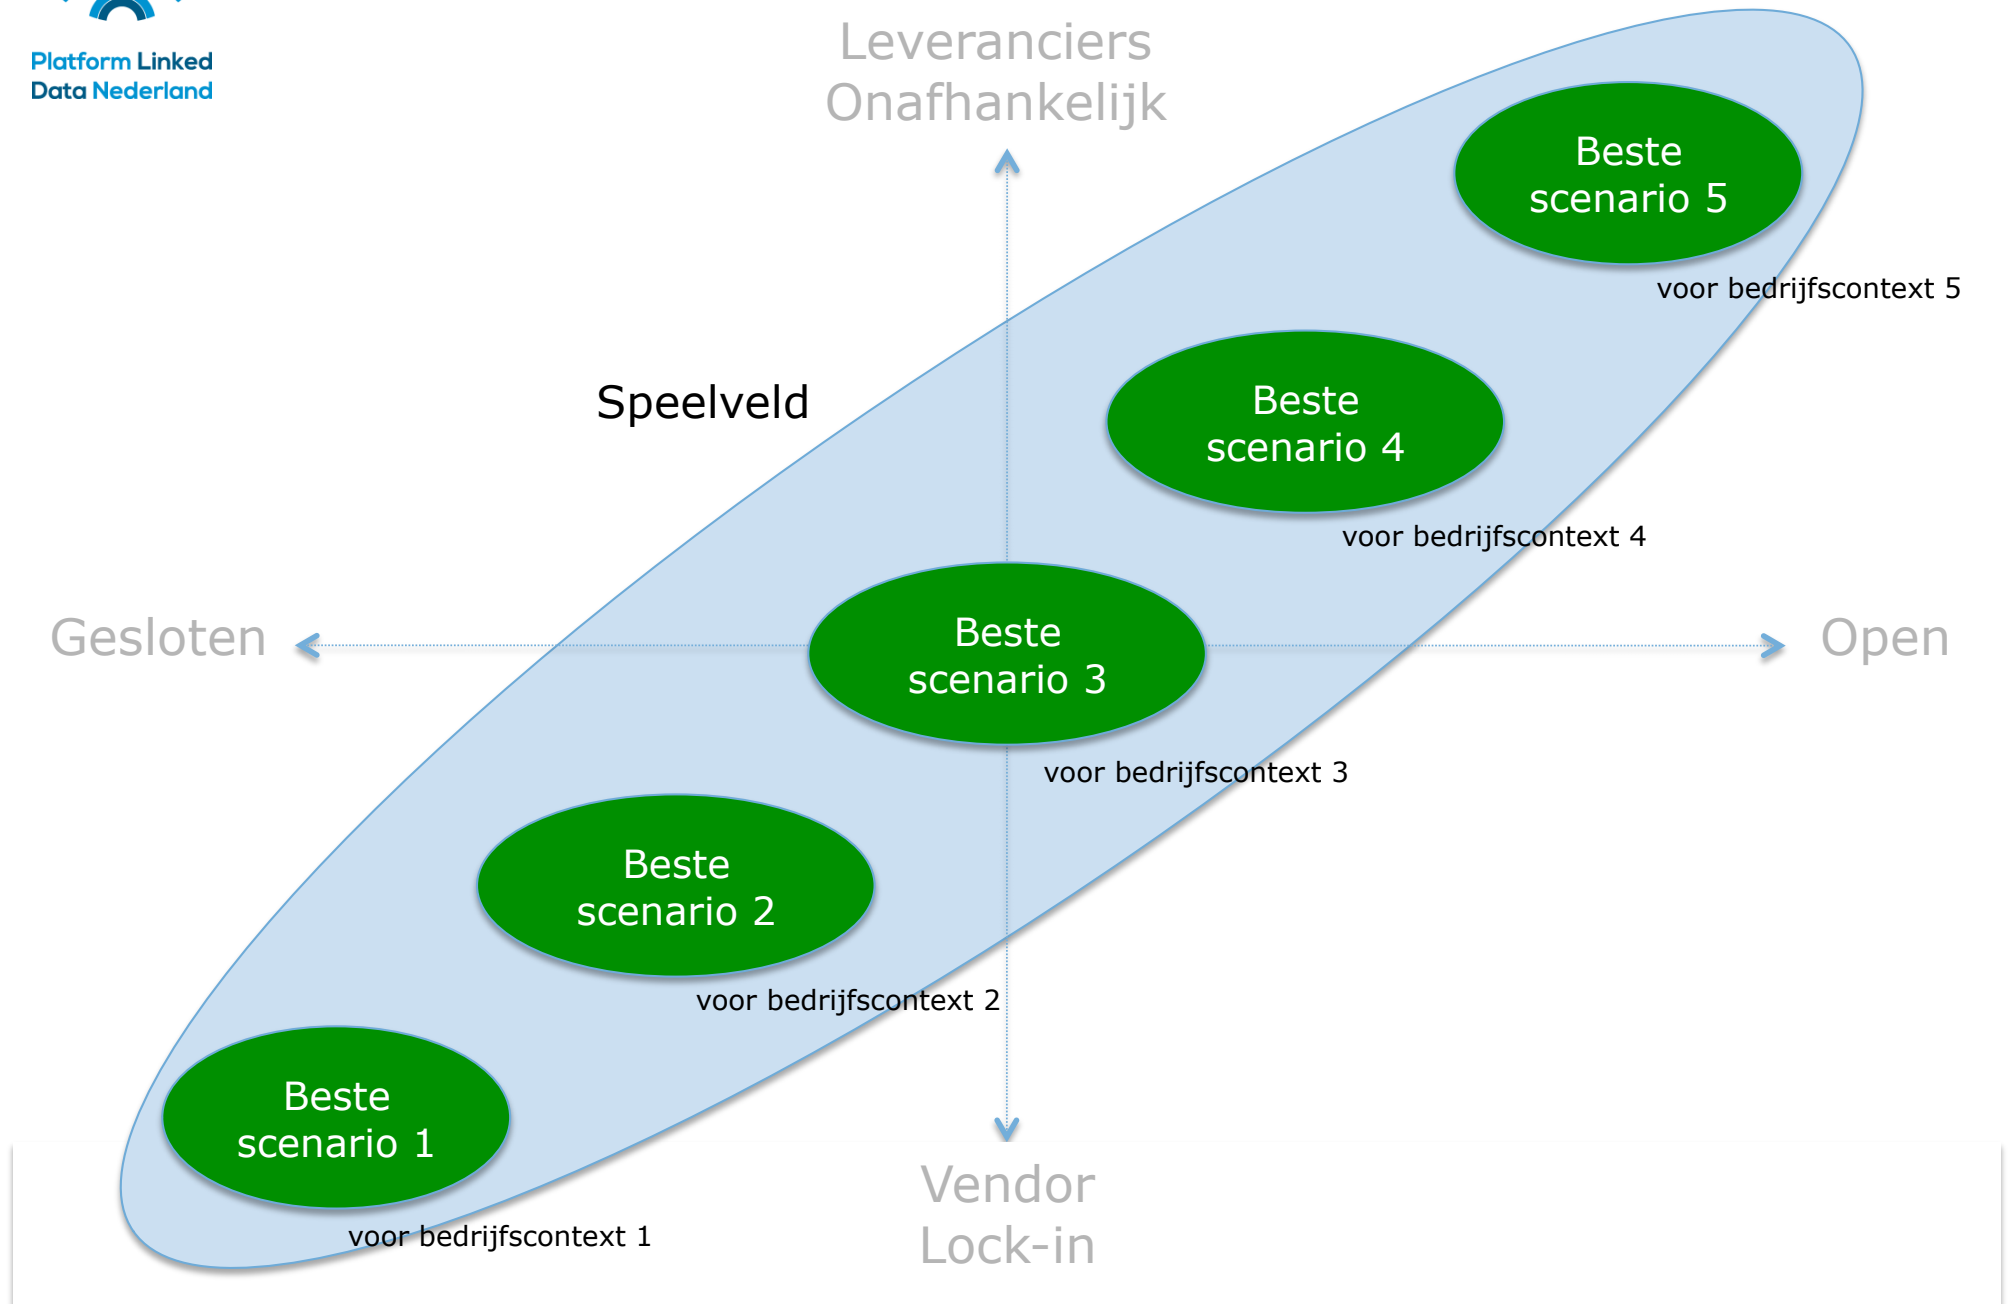 Platform Linked
Data Nederland
Leveranciers
Onafhankelijk
Beste
scenario 5
voor bedrijfscontext 5
Speelveld
Beste
scenario 4
voor bedrijfscontext 4
Gesloten
Beste
scenario 3
Open
voor bedrijfscontext 3
Beste
scenario 2
voor bedrijfscontext 2
Beste
scenario 1
voor bedrijfscontext 1
Vendor
Lock-in